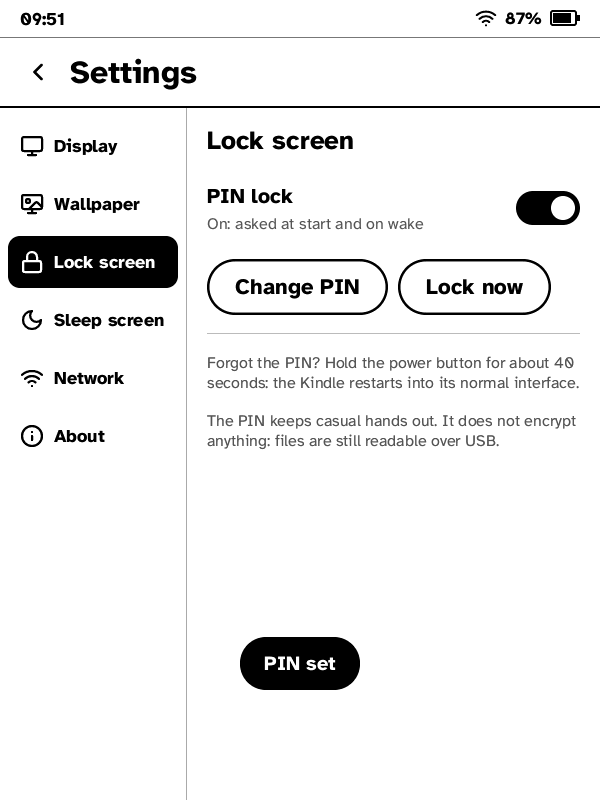 09:51
87%
Settings
Display
Wallpaper
Lock screen
Sleep screen
Network
About
Lock screen
PIN lock
On: asked at start and on wake
Change PIN
Lock now
Forgot the PIN? Hold the power button for about 40
seconds: the Kindle restarts into its normal interface.
The PIN keeps casual hands out. It does not encrypt
anything: files are still readable over USB.
PIN set